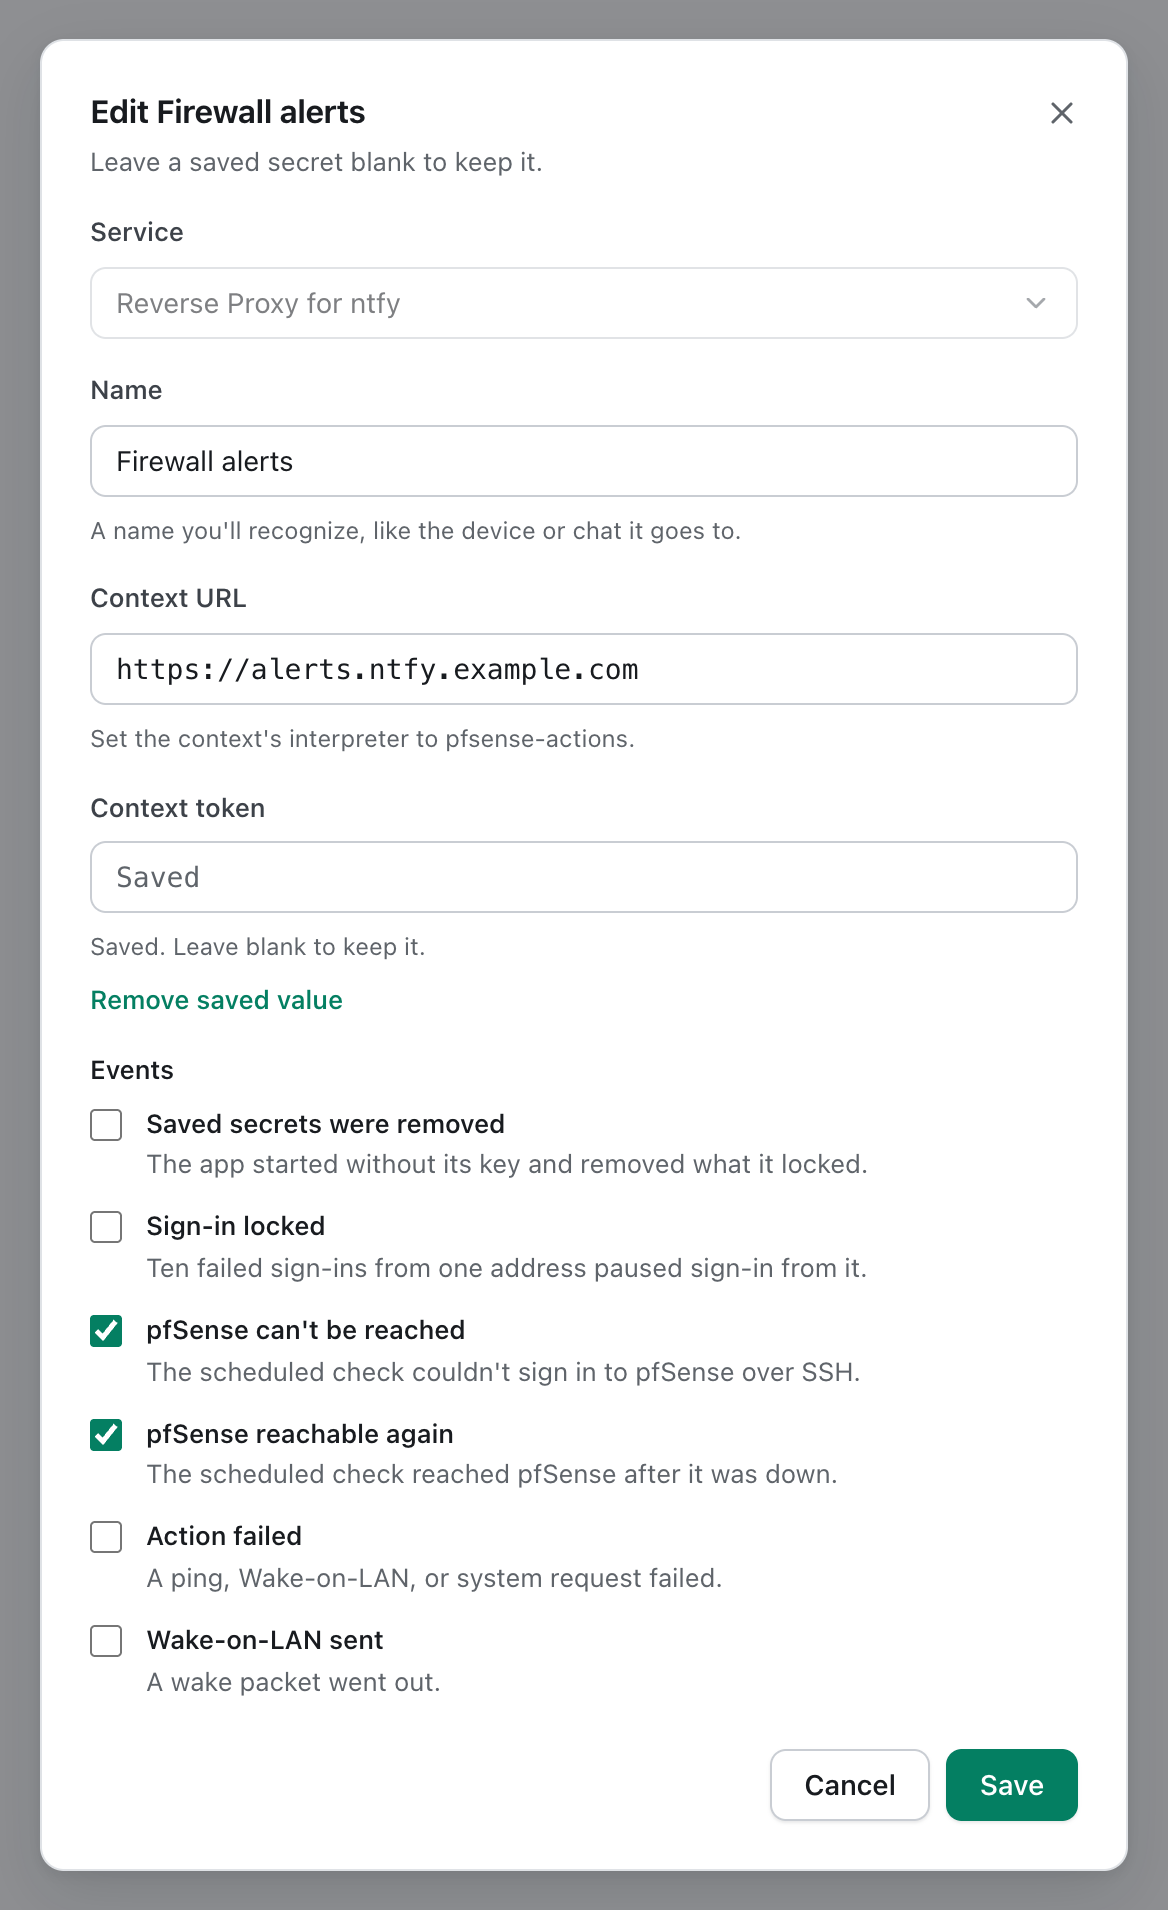 Edit Firewall alerts
Leave a saved secret blank to keep it.
Service
Reverse Proxy for ntfy
Name
Firewall alerts
A name you'll recognize, like the device or chat it goes to.
Context URL
https://alerts.ntfy.example.com
Set the context's interpreter to pfsense-actions.
Context token
Saved
Saved. Leave blank to keep it.
Remove saved value
Events
Saved secrets were removed
The app started without its key and removed what it locked.
Sign-in locked
Ten failed sign-ins from one address paused sign-in from it.
pfSense can't be reached
The scheduled check couldn't sign in to pfSense over SSH.
pfSense reachable again
The scheduled check reached pfSense after it was down.
Action failed
A ping, Wake-on-LAN, or system request failed.
Wake-on-LAN sent
A wake packet went out.
Cancel
Save